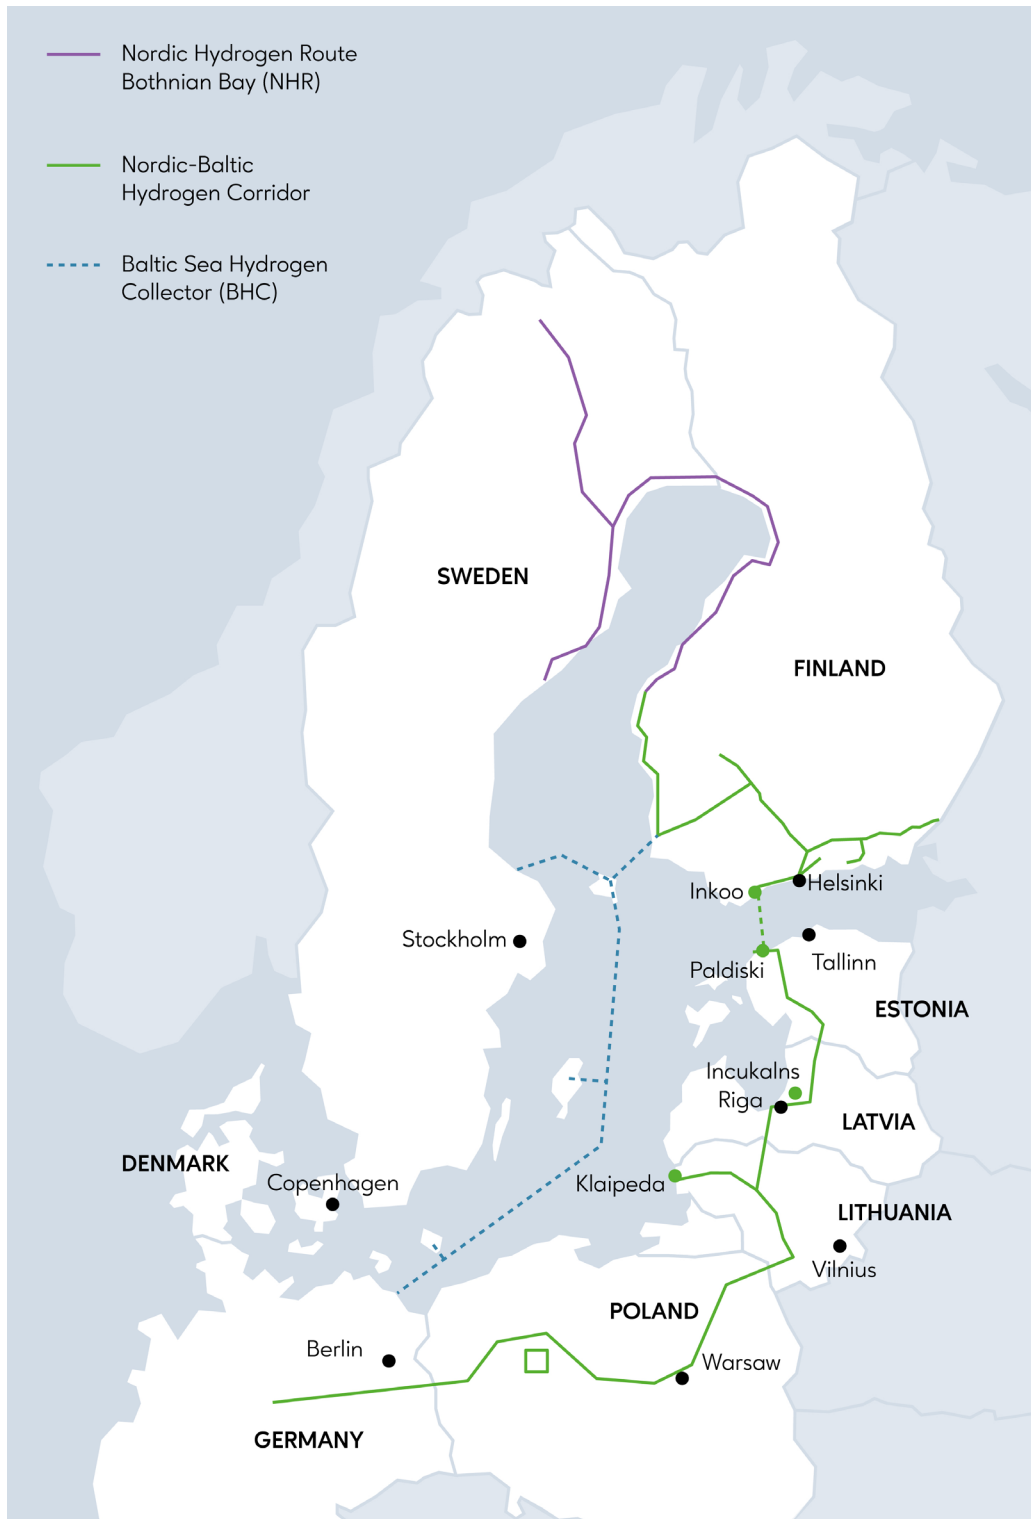 Nordic Hydrogen Route
Bothnian Bay (NHR)
Nordic-Baltic
Hydrogen Corridor
Baltic Sea Hydrogen
Collector (BHC)
SWEDEN
FINLAND
Inkoo
Helsinki
Stockholm
Tallinn
Paldiski
ESTONIA
Incukalns
Riga
LATVIA
DENMARK
Copenhagen
Klaipeda
LITHUANIA
Vilnius
POLAND
Berlin
Warsaw
GERMANY